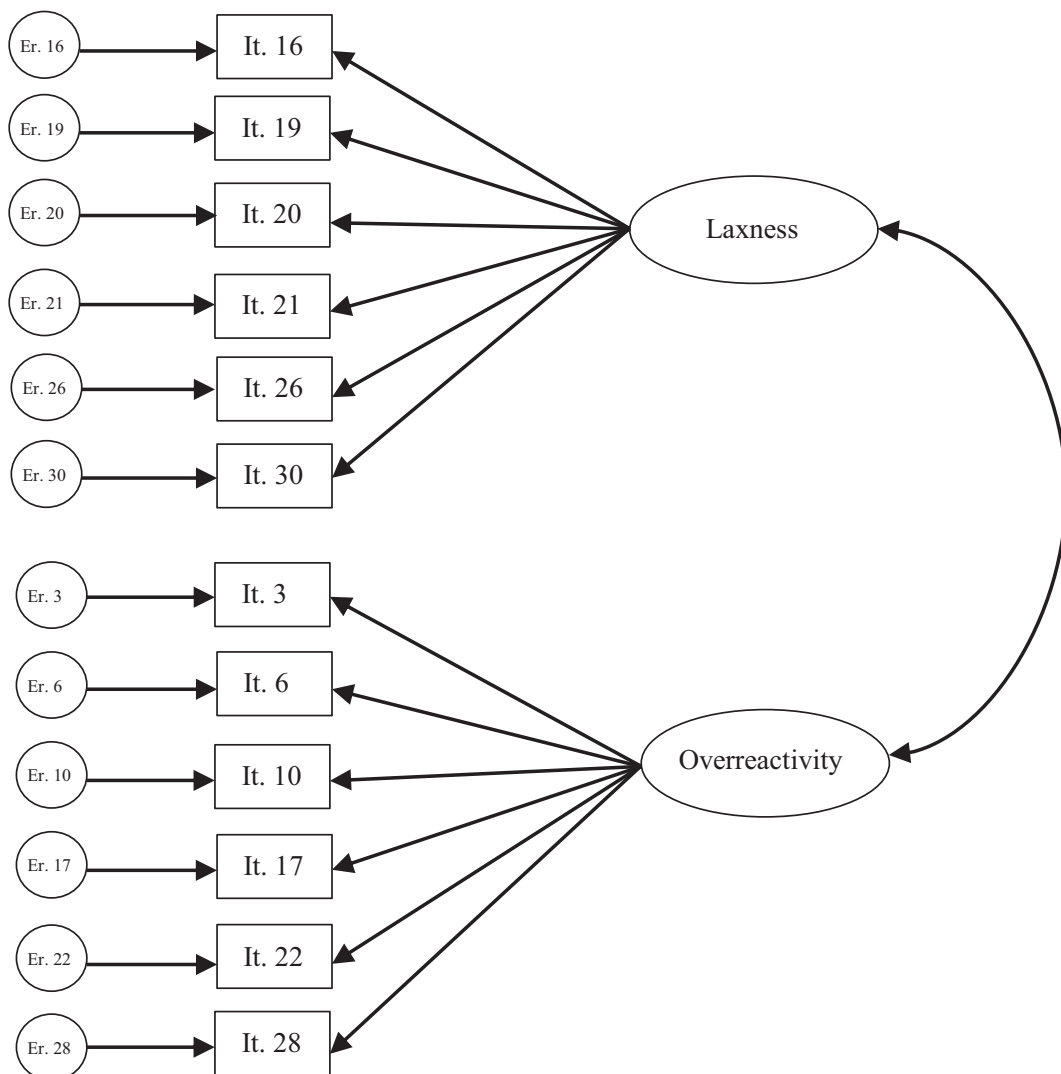 Er. 16
It. 16
Er. 19
It. 19
Er. 20
It. 20
Laxness
Er. 21
It. 21
Er. 26
It. 26
Er. 30
It. 30
Er. 3
It. 3
Er. 6
It. 6
Er. 10
It. 10
Overreactivity
Er. 17
It. 17
Er. 22
It. 22
Er. 28
It. 28